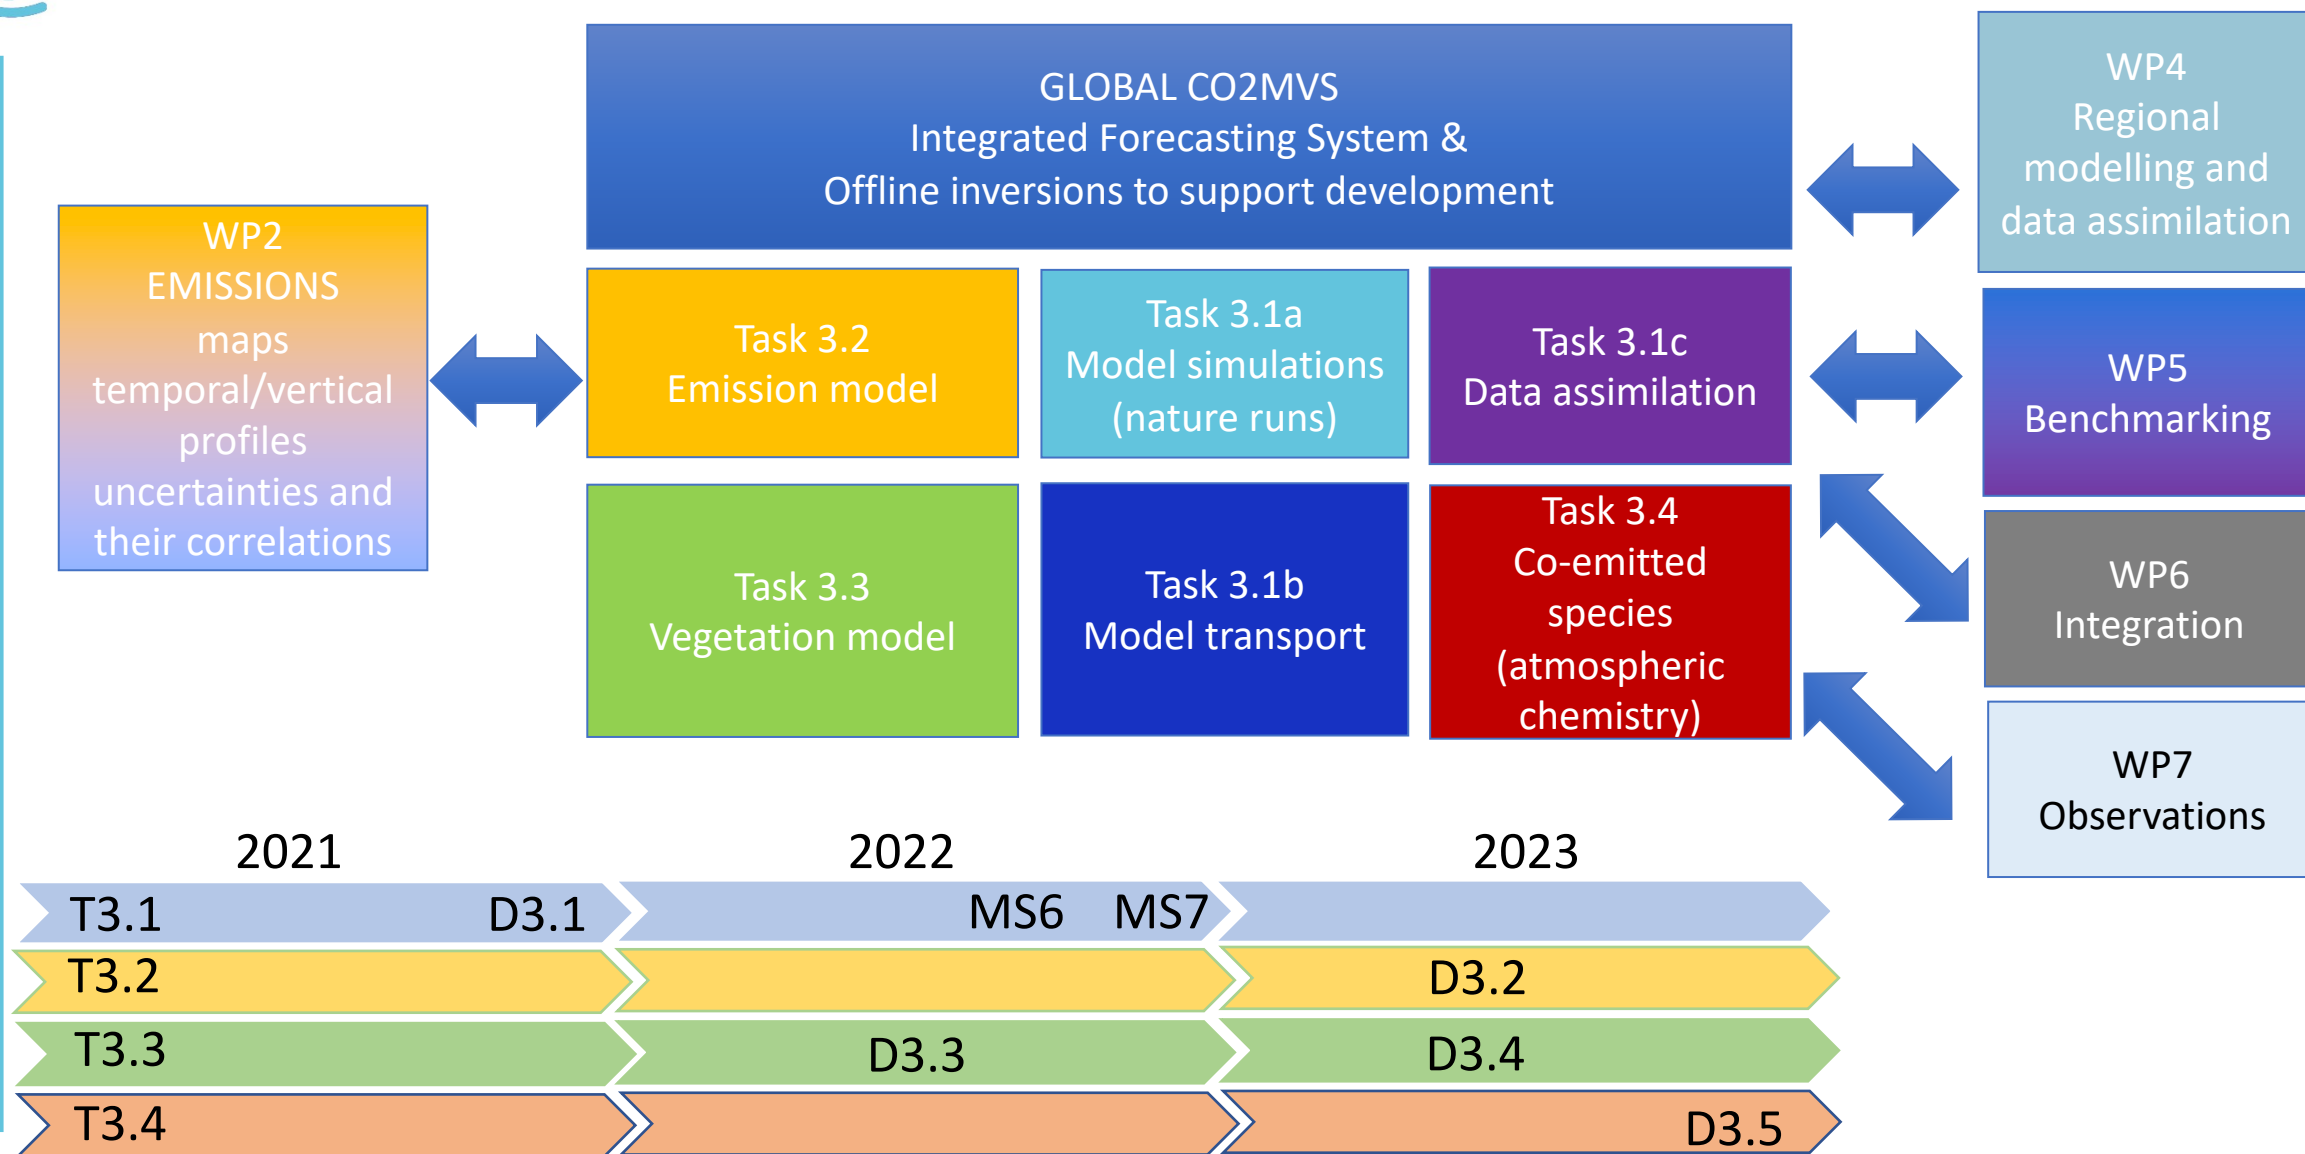 GLOBAL CO2MVS
Integrated Forecasting System &
Offline inversions to support development
WP2
EMISSIONS
maps
temporal/vertical
profiles
uncertainties and
their correlations
Task 3.2
Emission model
Task 3.1a
Model simulations
(nature runs)
Task 3.1c
Data assimilation
Task 3.3
Vegetation model
Task 3.1b
Model transport
Task 3.4
Co-emitted
species
(atmospheric
chemistry)
WP4
Regional
modelling and
data assimilation
WP5
Benchmarking
WP6
Integration
WP7
Observations
2021 2022 2023
T3.1 D3.1 MS6 MS7
T3.2 D3.2
T3.3 D3.3 D3.4
T3.4 D3.5